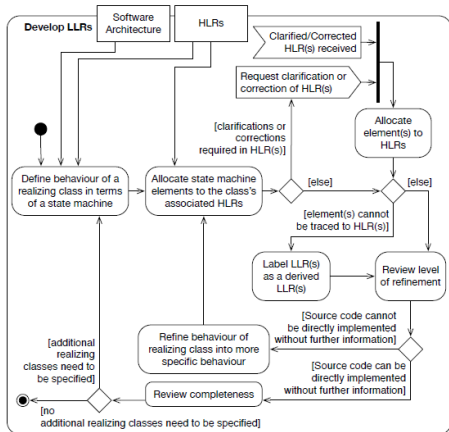 Develop LLRs
Software
Architecture
HLRs
Clarified/Corrected
HLR(s) received
Request clarification or
correction of HLR(s)
[clarifications or
corrections
required in HLR(s)]
Allocate
element(s) to
HLRs
Define behaviour of a
realizing class in terms
of a state machine
Allocate state machine
elements to the class's
associated HLRs
[else]
[else]
[element(s) cannot
be traced to HLR(s)]
Label LLR(s)
as a derived
LLR(s)
Review level
of refinement
[Source code cannot
be directly implemented
without further information]
Refine behaviour of
realizing class into more
specific behaviour
[additional
realizing
classes need to
be specified]
[Source code can be
directly implemented
without further information]
Review completeness
[no
additional realizing classes need to be specified]